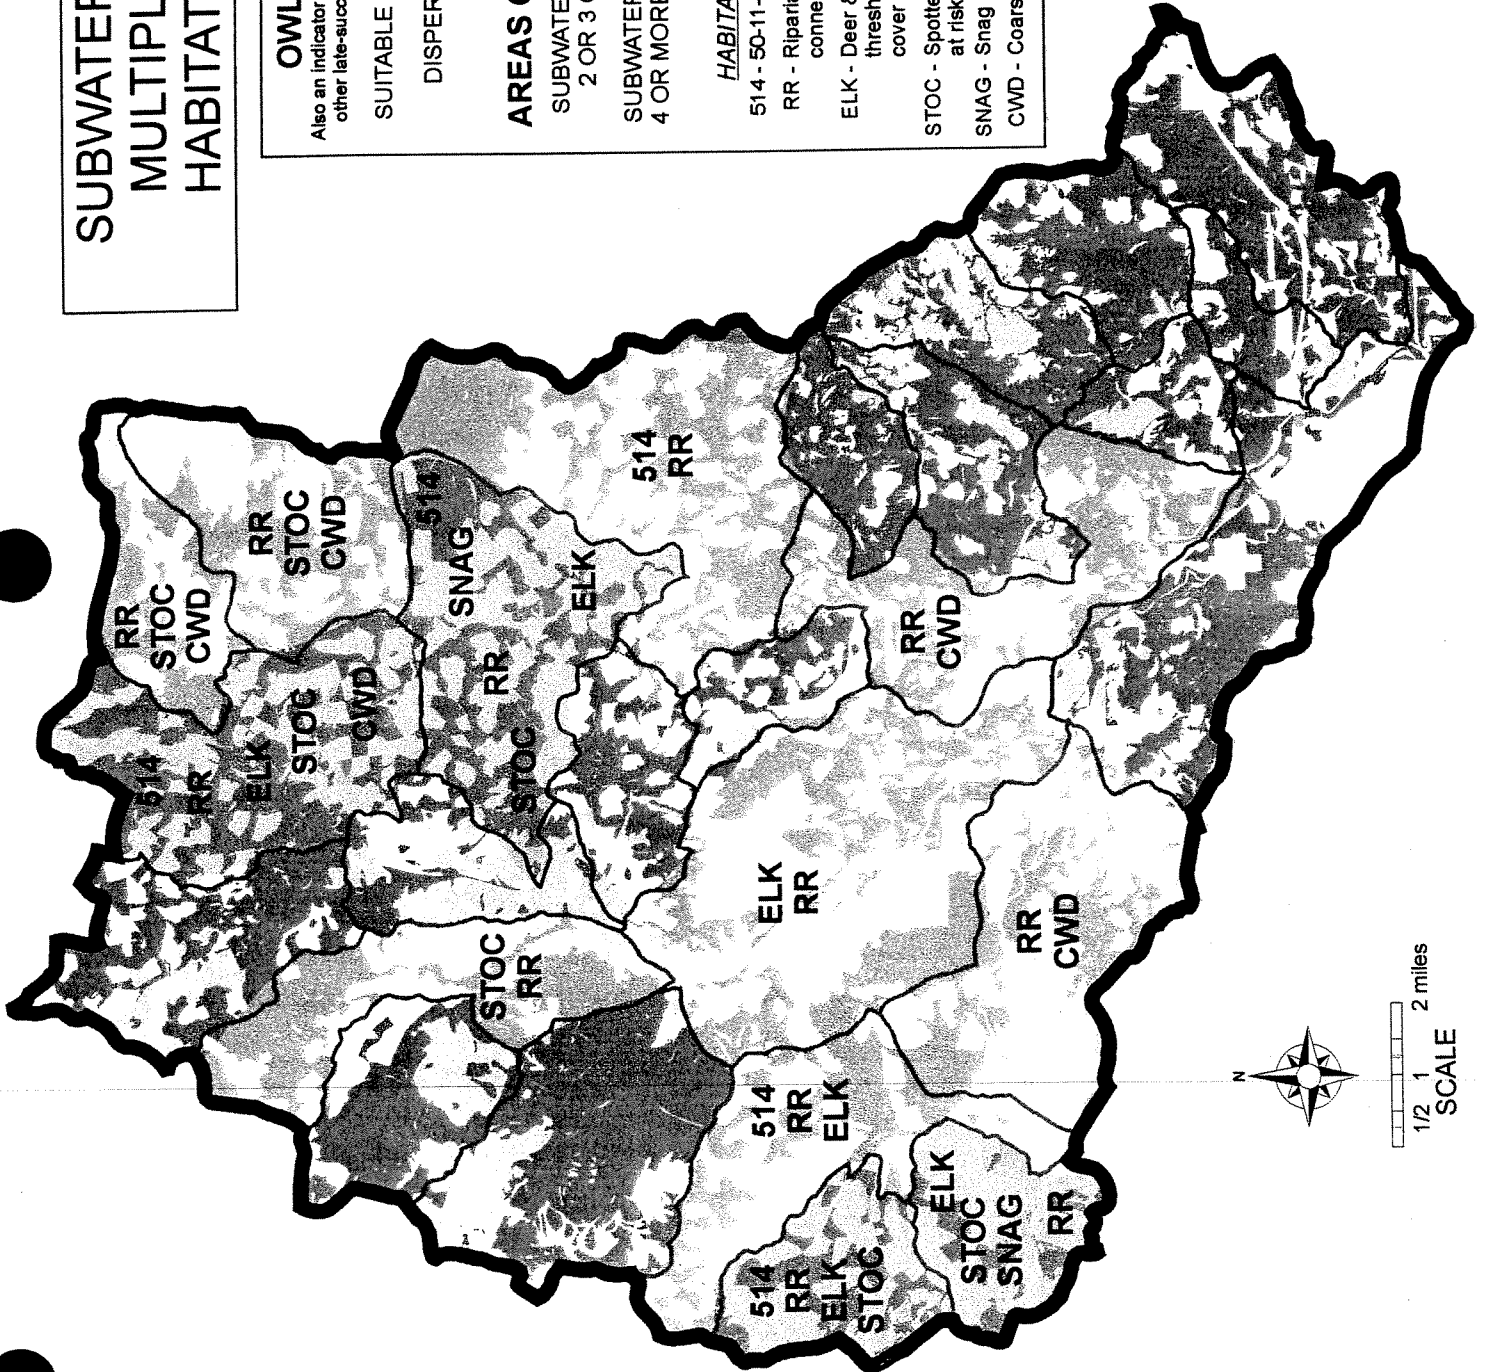 SUBWATER
MULTIPL
HABITAT
OWL
Also an indicator
other late-succ
SUITABLE
DISPER
AREAS
SUBWATE
2 OR 3
SUBWATER
4 OR MORE
HABITA
514 - 50-11-
RR - Ripari
conne
ELK - Deer &
thresh
cover
STOC - Spotte
at risk
SNAG - Snag
CWD - Coars
RR
STOC
CWD
RR
STOC
CWD
514
RR
ELK
STOC
CWD
514
SNAG
ELK
RR
STOC
514
RR
STOC
RR
RR
CWD
ELK
RR
RR
CWD
514
RR
ELK
514
RR
ELK
STOC
ELK
STOC
SNAG
RR
N
1/2 1 2 miles
SCALE